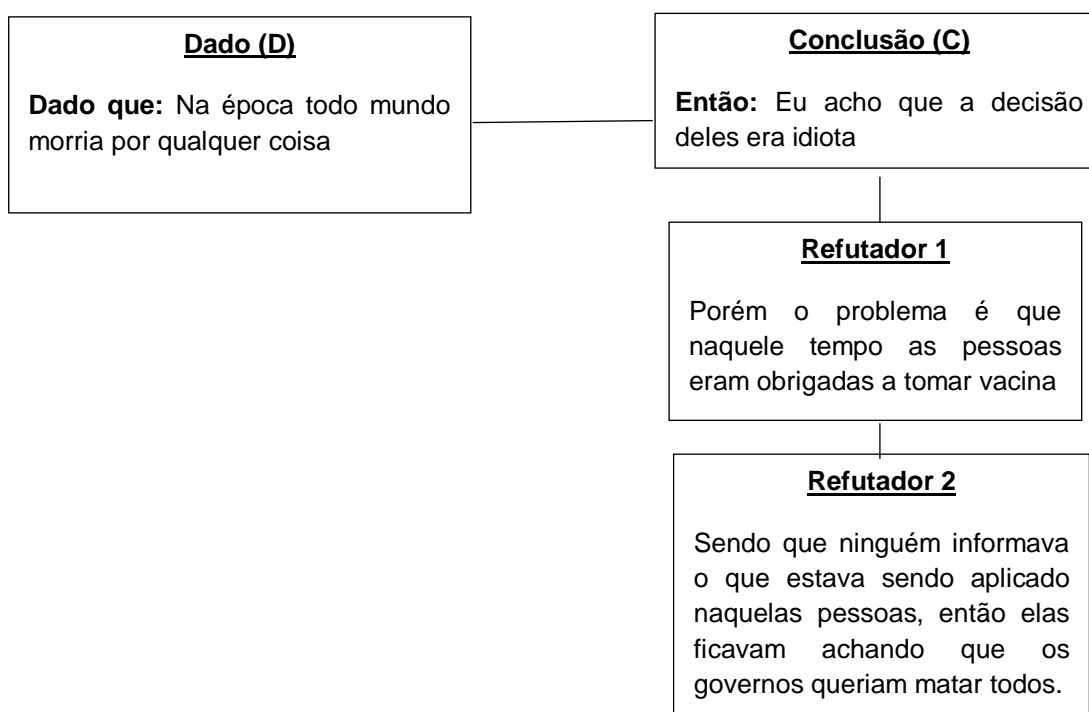 Dado (D)
Dado que: Na época todo mundo
morria por qualquer coisa
Conclusão (C)
Então: Eu acho que a decisão
deles era idiota
Refutador 1
Porém o problema é que
naquele tempo as pessoas
eram obrigadas a tomar vacina
Refutador 2
Sendo que ninguém informava
o que estava sendo aplicado
naquelas pessoas, então elas
ficavam achando que os
governos queriam matar todos.